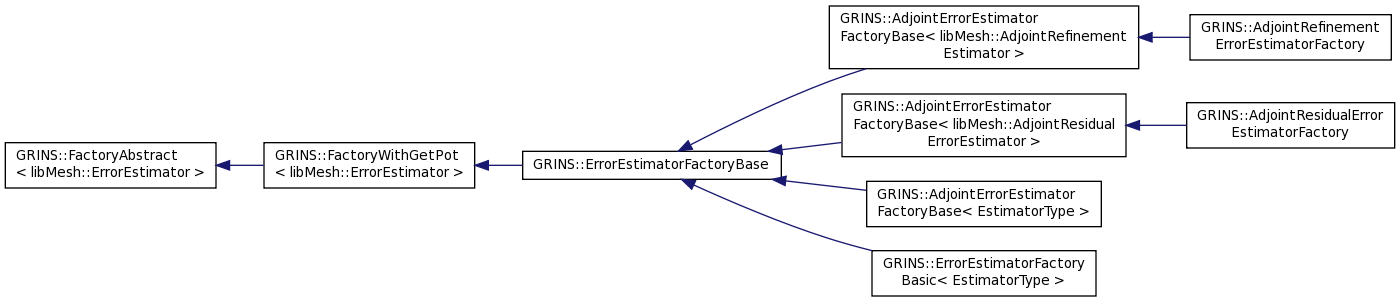 GRINS::FactoryAbstract
< libMesh::ErrorEstimator >
GRINS::FactoryWithGetPot
< libMesh::ErrorEstimator >
GRINS::ErrorEstimatorFactoryBase
GRINS::AdjointErrorEstimator
FactoryBase< libMesh::AdjointRefinement
Estimator >
GRINS::AdjointRefinement
ErrorEstimatorFactory
GRINS::AdjointErrorEstimator
FactoryBase< libMesh::AdjointResidual
ErrorEstimator >
GRINS::AdjointResidualError
EstimatorFactory
GRINS::AdjointErrorEstimator
FactoryBase< EstimatorType >
GRINS::ErrorEstimatorFactory
Basic< EstimatorType >